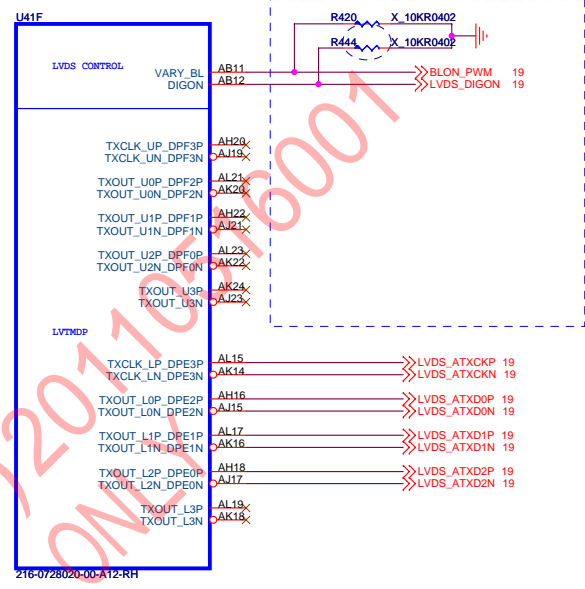 U41F
R420 X_10KR0402
R444 X_10KR0402
LVDS CONTROL
VARY_BL AB11 BLON_PWM 19
DIGON AB12 LVDS_DIGON 19
TXCLK_UP_DPF3P AH20
TXCLK_UN_DPF3N AJ19
TXOUT_U0P_DPF2P AL21
TXOUT_U0N_DPF2N AK20
TXOUT_U1P_DPF1P AH22
TXOUT_U1N_DPF1N AJ21
TXOUT_U2P_DPF0P AL23
TXOUT_U2N_DPF0N AK22
TXOUT_U3P AK24
TXOUT_U3N AJ23
LVTMDP
TXCLK_LP_DPE3P AL15 LVDS_ATXCKP 19
TXCLK_LN_DPE3N AK14 LVDS_ATXCKN 19
TXOUT_L0P_DPE2P AH16 LVDS_ATXD0P 19
TXOUT_L0N_DPE2N AJ15 LVDS_ATXD0N 19
TXOUT_L1P_DPE1P AL17 LVDS_ATXD1P 19
TXOUT_L1N_DPE1N AK16 LVDS_ATXD1N 19
TXOUT_L2P_DPE0P AH18 LVDS_ATXD2P 19
TXOUT_L2N_DPE0N AJ17 LVDS_ATXD2N 19
TXOUT_L3P AL19
TXOUT_L3N AK18
216-0728020-00-A12-RH
)20110516001
ONLY